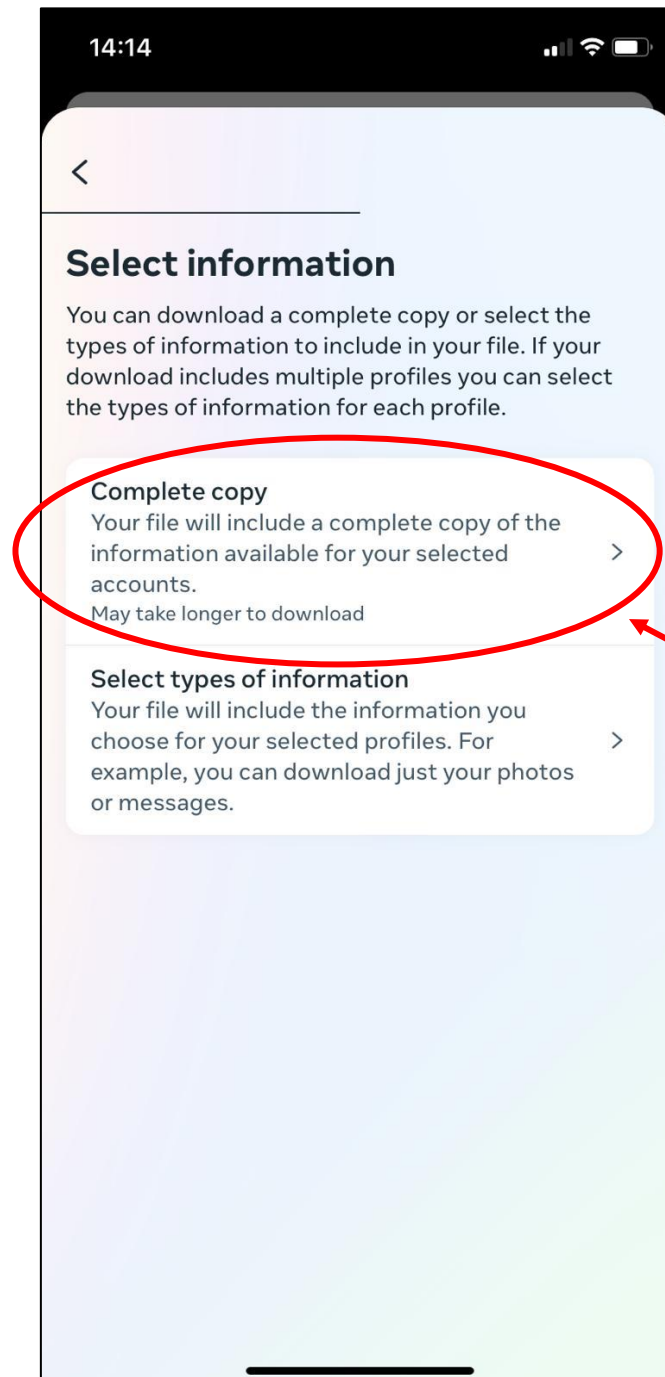 14:14
Select information
You can download a complete copy or select the
types of information to include in your file. If your
download includes multiple profiles you can select
the types of information for each profile.
Complete copy
Your file will include a complete copy of the
information available for your selected
accounts.
May take longer to download
Select types of information
Your file will include the information you
choose for your selected profiles. For
example, you can download just your photos
or messages.